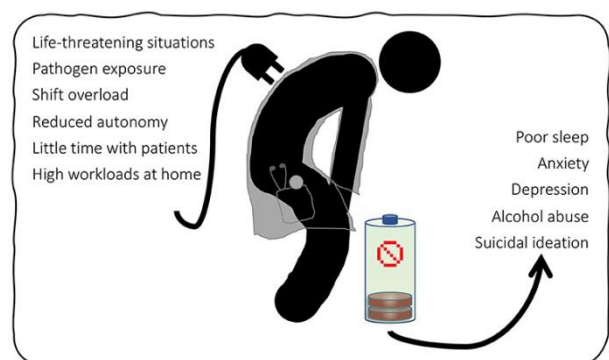 Life-threatening situations
Pathogen exposure
Shift overload
Reduced autonomy
Little time with patients
High workloads at home
Poor sleep
Anxiety
Depression
Alcohol abuse
Suicidal ideation